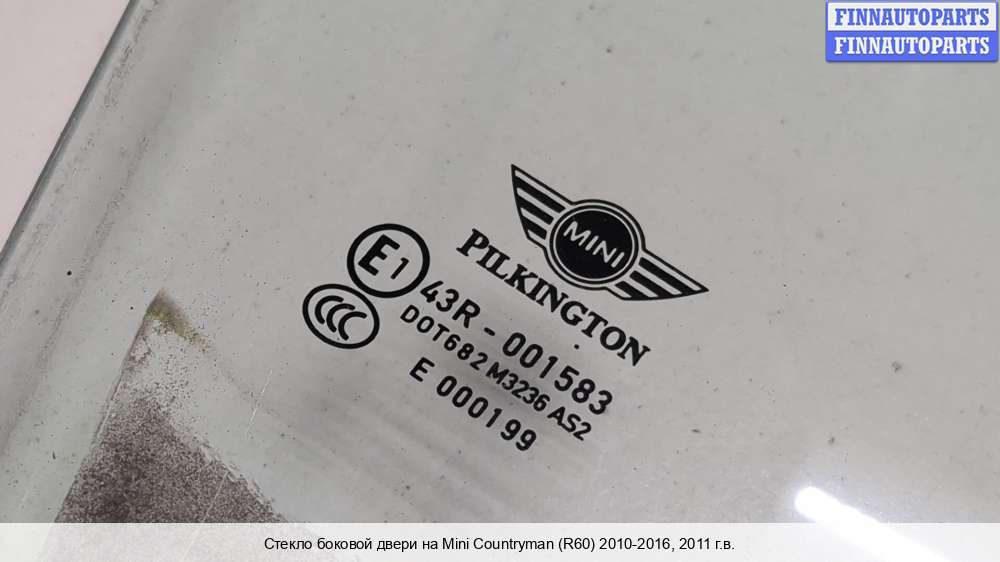 FINNAUTOPARTS
FINNAUTOPARTS
MINI
PILKINGTON
E1
43R - 001583
CCC
DOT682 M3236 AS2
E 000199
Стекло боковой двери на Mini Countryman (R60) 2010-2016, 2011 г.в.